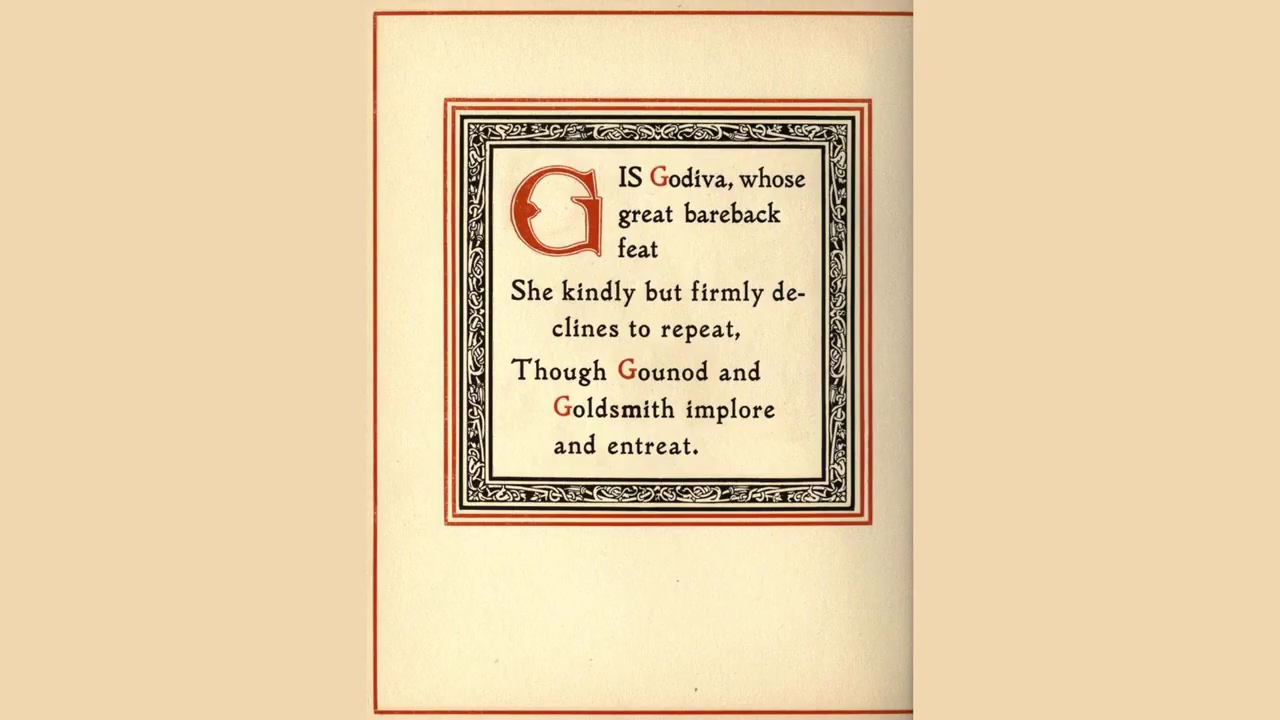 G IS Godiva, whose
great bareback
feat
She kindly but firmly de-
clines to repeat,
Though Gounod and
Goldsmith implore
and entreat.